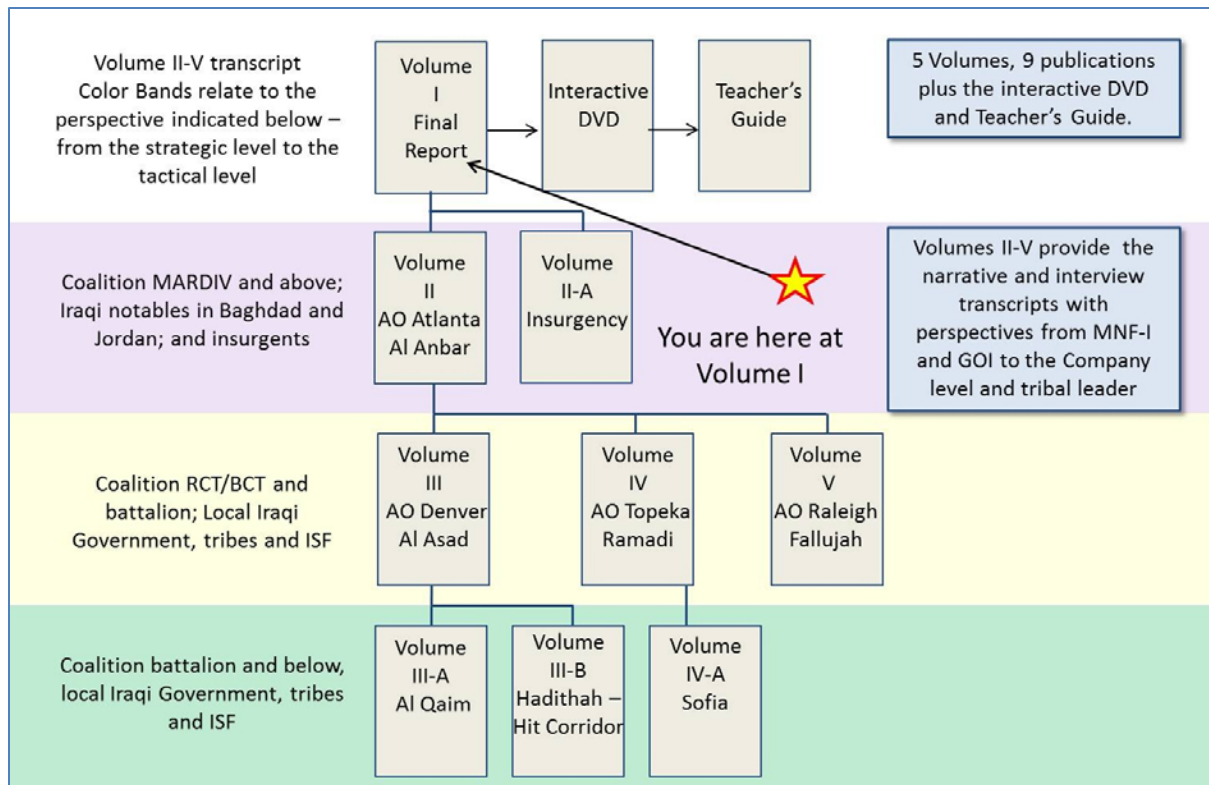 Volume II-V transcript
Color Bands relate to the
perspective indicated below –
from the strategic level to the
tactical level
Volume
I
Final
Report
Interactive
DVD
Teacher’s
Guide
5 Volumes, 9 publications
plus the interactive DVD
and Teacher’s Guide.
Coalition MARDIV and above;
Iraqi notables in Baghdad and
Jordan; and insurgents
Volume
II
AO Atlanta
Al Anbar
Volume
II-A
Insurgency
You are here at
Volume I
Volumes II-V provide the
narrative and interview
transcripts with
perspectives from MNF-I
and GOI to the Company
level and tribal leader
Coalition RCT/BCT and
battalion; Local Iraqi
Government, tribes and ISF
Volume
III
AO Denver
Al Asad
Volume
IV
AO Topeka
Ramadi
Volume
V
AO Raleigh
Fallujah
Coalition battalion and below,
local Iraqi Government, tribes
and ISF
Volume
III-A
Al Qaim
Volume
III-B
Hadithah –
Hit Corridor
Volume
IV-A
Sofia